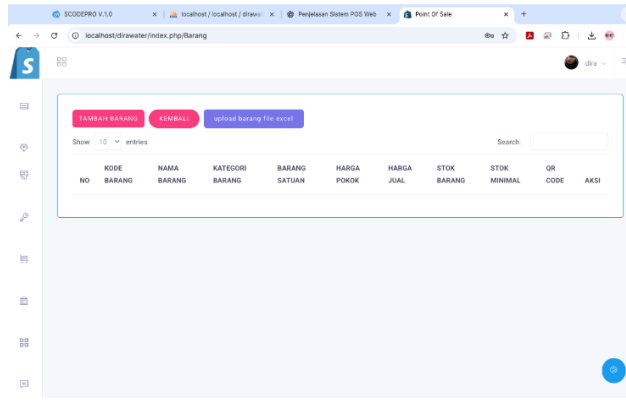 SCODEPRO V.1.0
localhost / localhost / dirawa
Penjelasan Sistem POS Web
Point Of Sale
localhost/dirawater/index.php/Barang
S
dira
TAMBAH BARANG KEMBALI upload barang file excel
Show 10 entries Search:
NO KODE BARANG NAMA BARANG KATEGORI BARANG BARANG SATUAN HARGA POKOK HARGA JUAL STOK BARANG STOK MINIMAL QR CODE AKSI